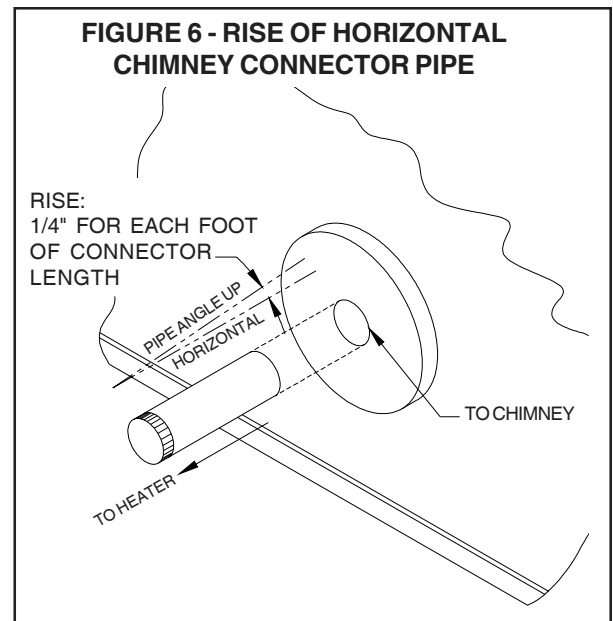 FIGURE 6 - RISE OF HORIZONTAL
CHIMNEY CONNECTOR PIPE
RISE:
1/4" FOR EACH FOOT
OF CONNECTOR
LENGTH
PIPE ANGLE UP
HORIZONTAL
TO CHIMNEY
TO HEATER